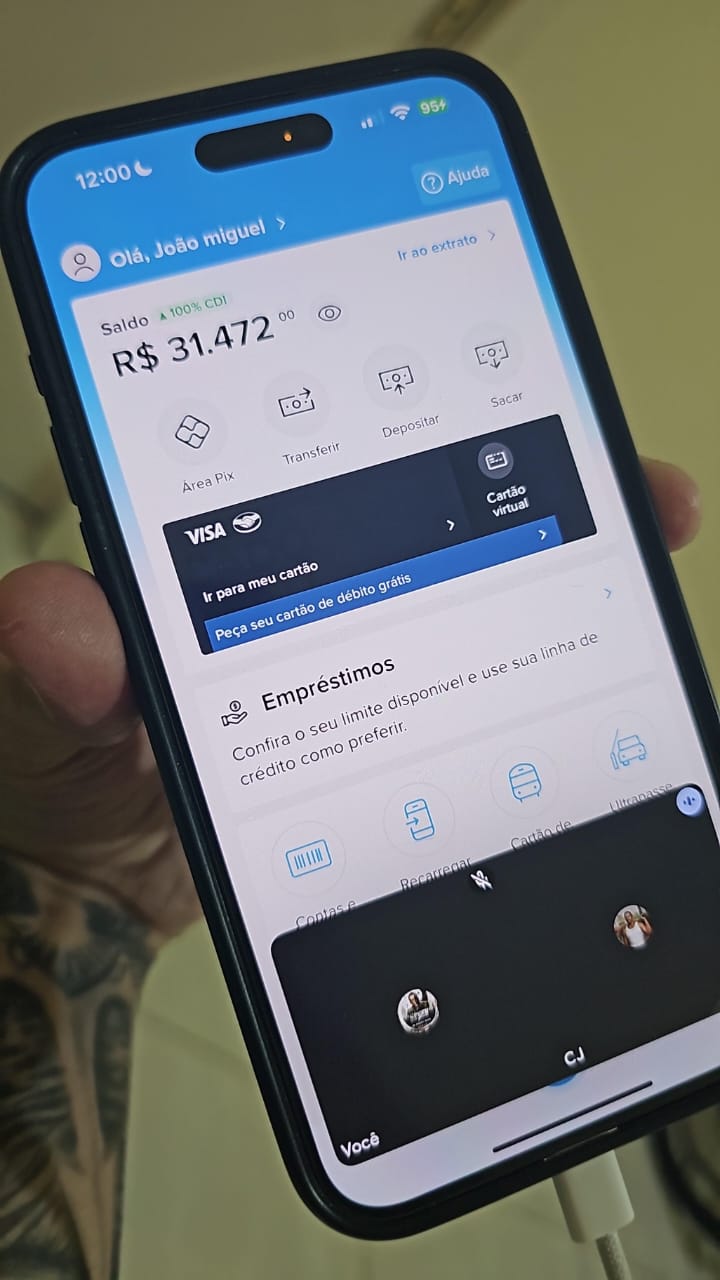 12:00
95
Ajuda
Olá, João miguel
Ir ao extrato
Saldo ▲ 100% CDI
R$ 31.472 00
Área Pix
Transferir
Depositar
Sacar
VISA
Cartão
virtual
Ir para meu cartão
Peça seu cartão de débito grátis
Empréstimos
Confira o seu limite disponível e use sua linha de
crédito como preferir.
Contas e
Recarregar
Cartão de
Ultrapasse
CJ
Você